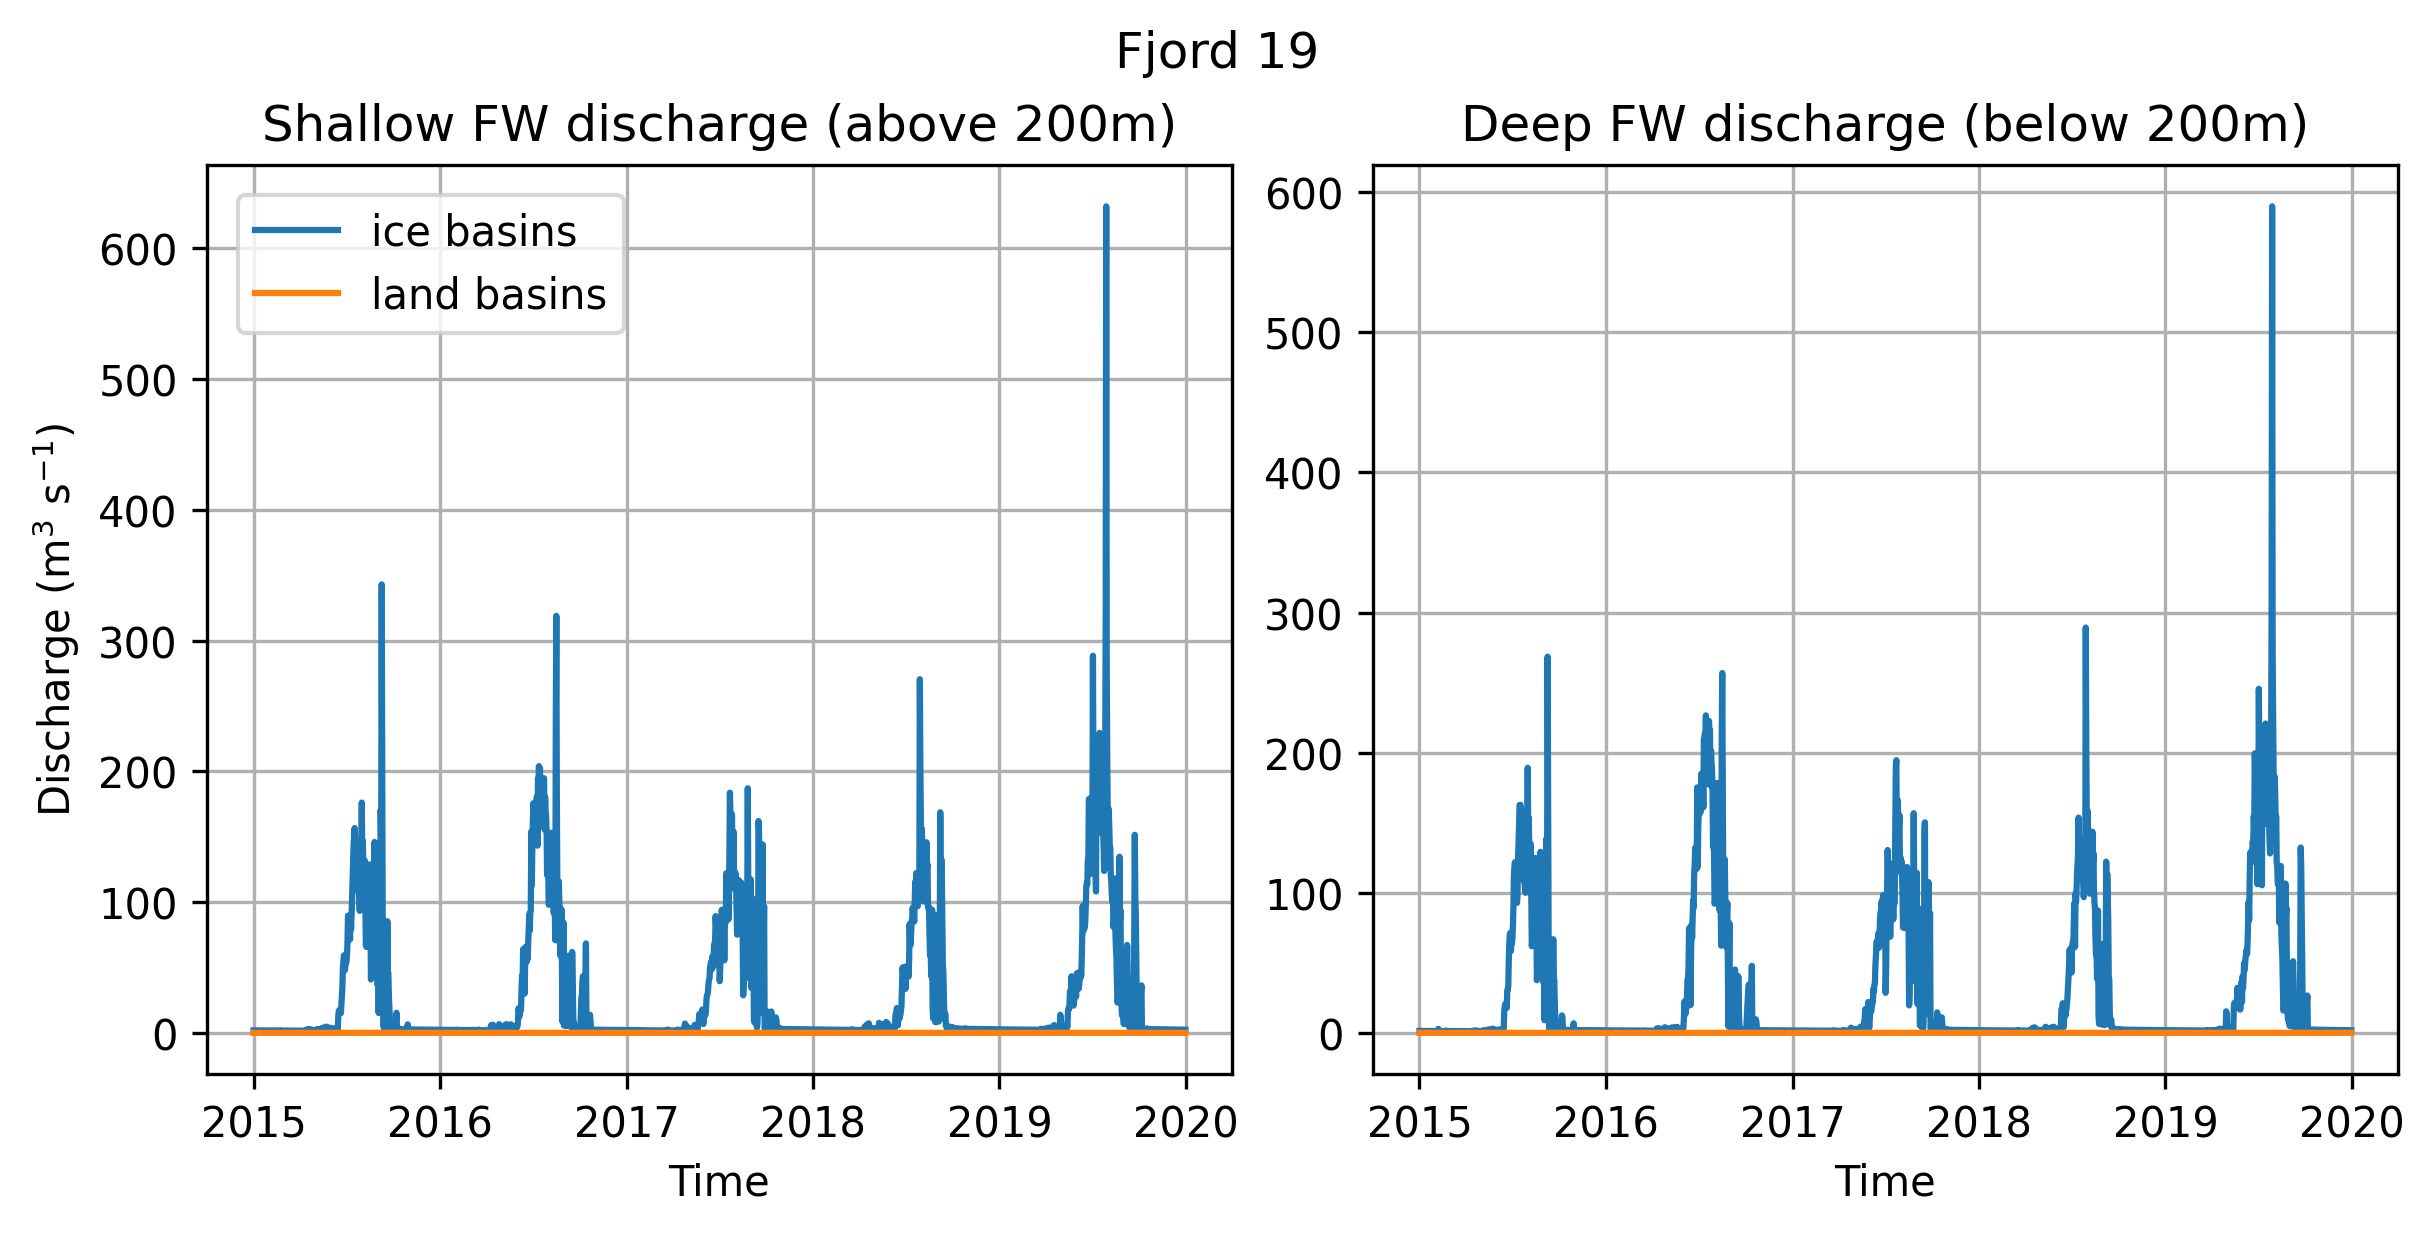 Fjord 19
Shallow FW discharge (above 200m)
ice basins
land basins
600
500
400
300
200
100
0
Discharge (m³ s⁻¹)
2015 2016 2017 2018 2019 2020
Time
Deep FW discharge (below 200m)
600
500
400
300
200
100
0
2015 2016 2017 2018 2019 2020
Time